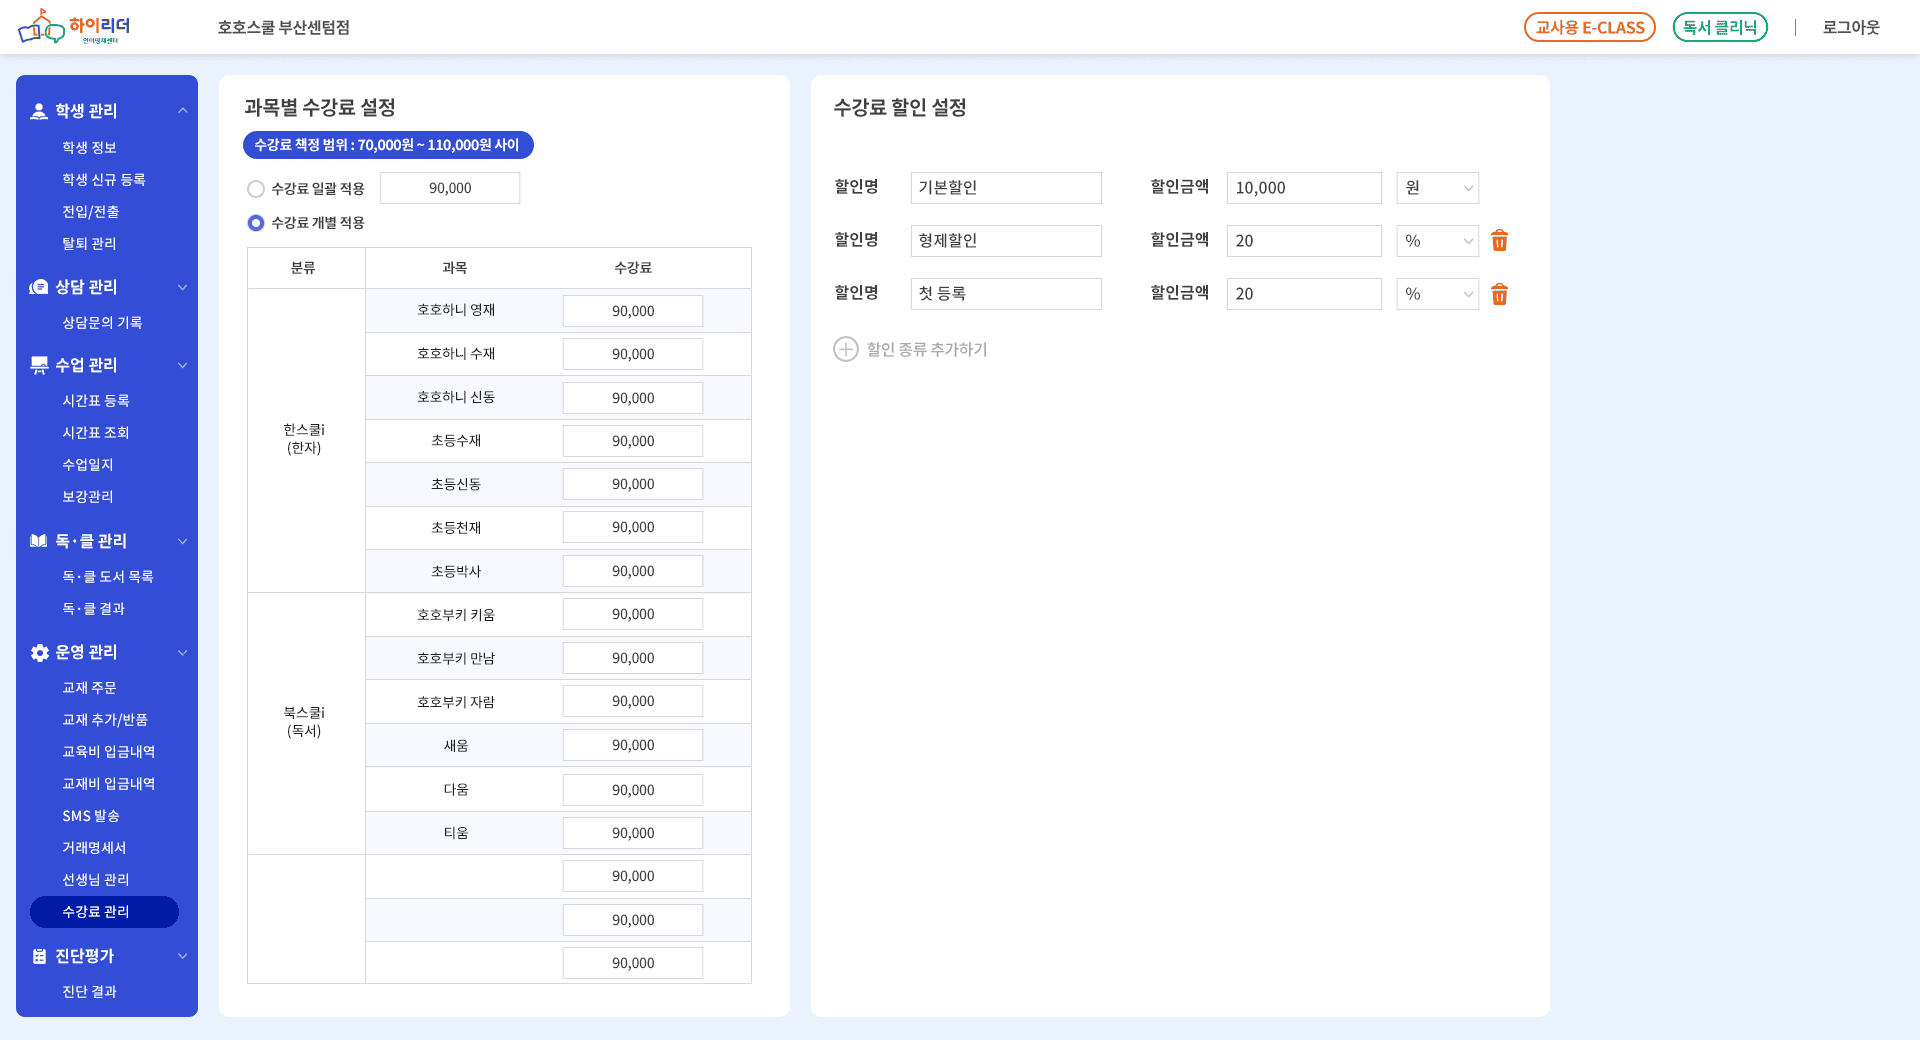 하이리더
언어영재센터
호호스쿨 부산센텀점
교사용 E-CLASS
독서 클리닉
로그아웃
학생 관리
학생 정보
학생 신규 등록
전입/전출
탈퇴 관리
상담 관리
상담문의 기록
수업 관리
시간표 등록
시간표 조회
수업일지
보강관리
독·클 관리
독·클 도서 목록
독·클 결과
운영 관리
교재 주문
교재 추가/반품
교육비 입금내역
교재비 입금내역
SMS 발송
거래명세서
선생님 관리
수강료 관리
진단평가
진단 결과
과목별 수강료 설정
수강료 책정 범위 : 70,000원 ~ 110,000원 사이
수강료 일괄 적용 90,000
수강료 개별 적용
분류 과목 수강료
한스쿨i
(한자)
호호하니 영재 90,000
호호하니 수재 90,000
호호하니 신동 90,000
초등수재 90,000
초등신동 90,000
초등천재 90,000
초등박사 90,000
북스쿨i
(독서)
호호부키 키움 90,000
호호부키 만남 90,000
호호부키 자람 90,000
새움 90,000
다움 90,000
티움 90,000
90,000
90,000
90,000
수강료 할인 설정
할인명 기본할인 할인금액 10,000 원
할인명 형제할인 할인금액 20 %
할인명 첫 등록 할인금액 20 %
할인 종류 추가하기